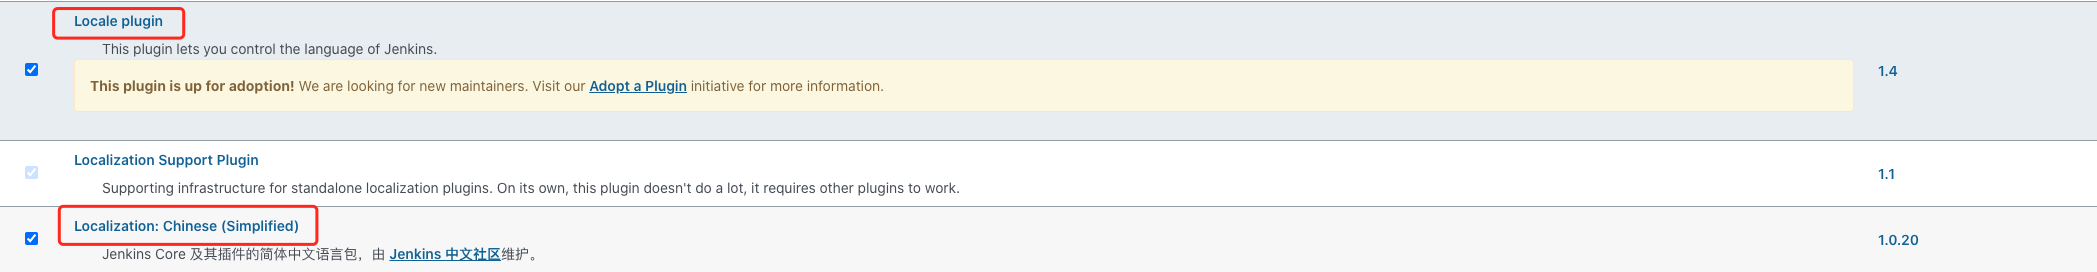 Locale plugin
This plugin lets you control the language of Jenkins.
This plugin is up for adoption! We are looking for new maintainers. Visit our Adopt a Plugin initiative for more information.
1.4
Localization Support Plugin
Supporting infrastructure for standalone localization plugins. On its own, this plugin doesn't do a lot, it requires other plugins to work.
1.1
Localization: Chinese (Simplified)
Jenkins Core 及其插件的简体中文语言包，由 Jenkins 中文社区维护。
1.0.20